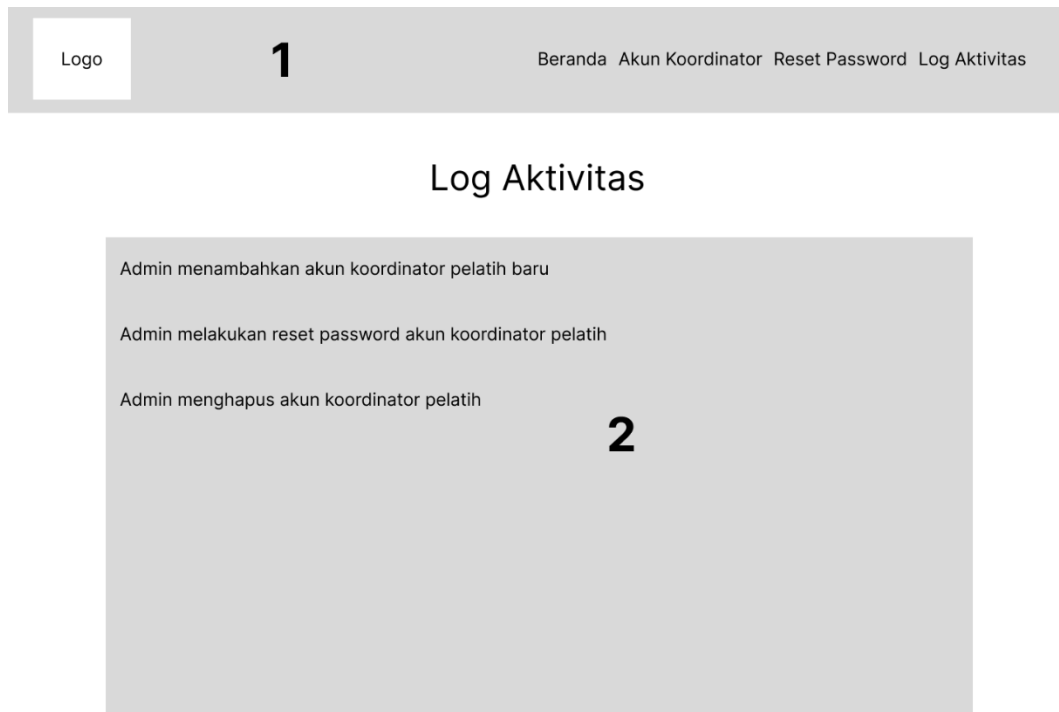 Logo
1
Beranda Akun Koordinator Reset Password Log Aktivitas
Log Aktivitas
Admin menambahkan akun koordinator pelatih baru
Admin melakukan reset password akun koordinator pelatih
Admin menghapus akun koordinator pelatih
2